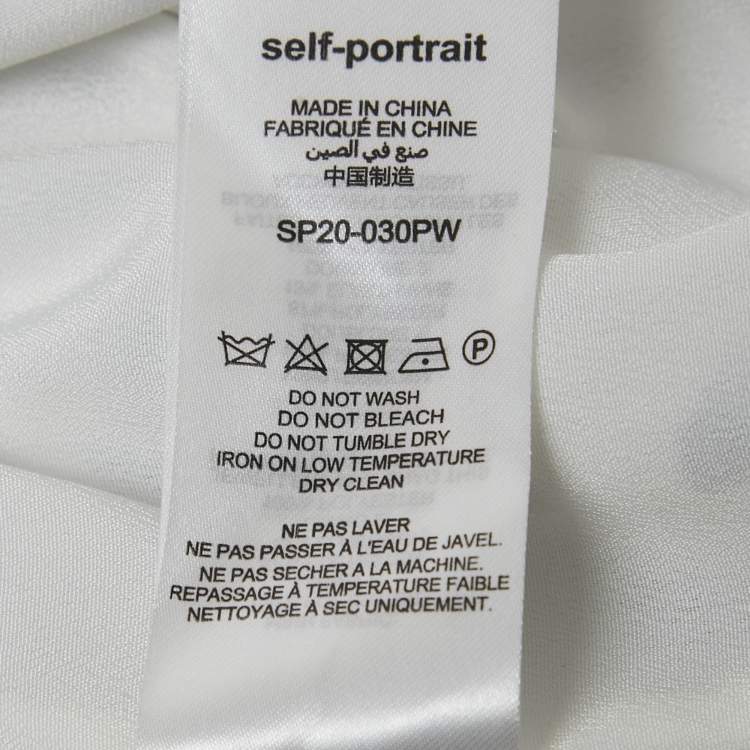 self-portrait
MADE IN CHINA
FABRIQUÉ EN CHINE
صنع في الصين
中国制造
SP20-030PW
P
DO NOT WASH
DO NOT BLEACH
DO NOT TUMBLE DRY
IRON ON LOW TEMPERATURE
DRY CLEAN
NE PAS LAVER
NE PAS PASSER À L'EAU DE JAVEL.
NE PAS SECHER A LA MACHINE.
REPASSAGE À TEMPERATURE FAIBLE
NETTOYAGE À SEC UNIQUEMENT.